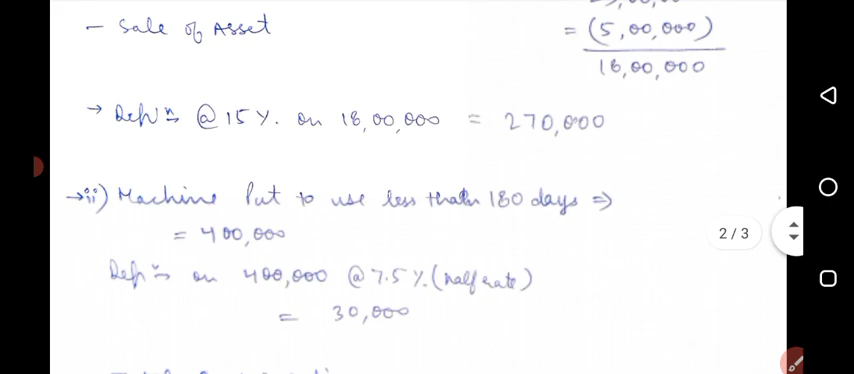 - Sale of Asset = (5,00,000)
18,00,000
→ Depn @ 15 %. on 18,00,000 = 270,000
→ii) Machine Put to use less than 180 days ⇒
= 400,000
2/3
Depn on 400,000 @ 7.5 %. (half rate)
= 30,000